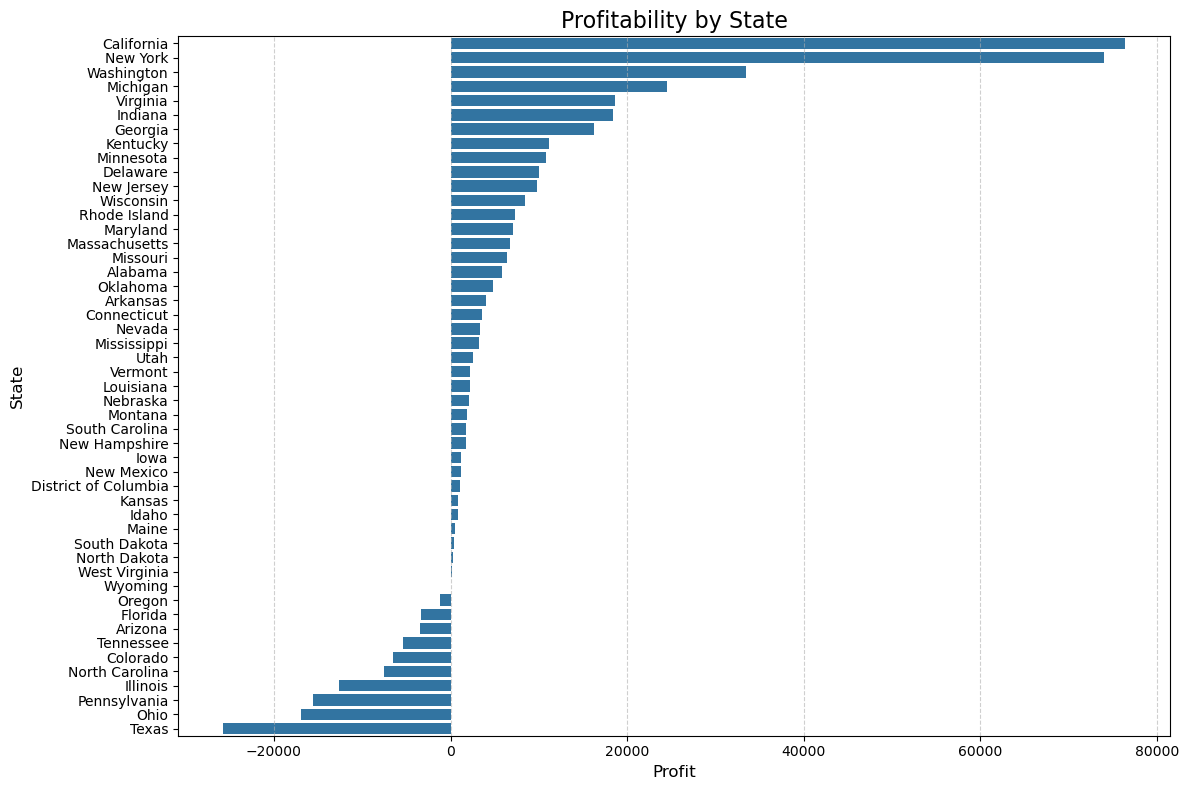 Profitability by State
California
New York
Washington
Michigan
Virginia
Indiana
Georgia
Kentucky
Minnesota
Delaware
New Jersey
Wisconsin
Rhode Island
Maryland
Massachusetts
Missouri
Alabama
Oklahoma
Arkansas
Connecticut
Nevada
Mississippi
Utah
Vermont
Louisiana
Nebraska
Montana
South Carolina
New Hampshire
Iowa
New Mexico
District of Columbia
Kansas
Idaho
Maine
South Dakota
North Dakota
West Virginia
Wyoming
Oregon
Florida
Arizona
Tennessee
Colorado
North Carolina
Illinois
Pennsylvania
Ohio
Texas
State
−20000 0 20000 40000 60000 80000
Profit